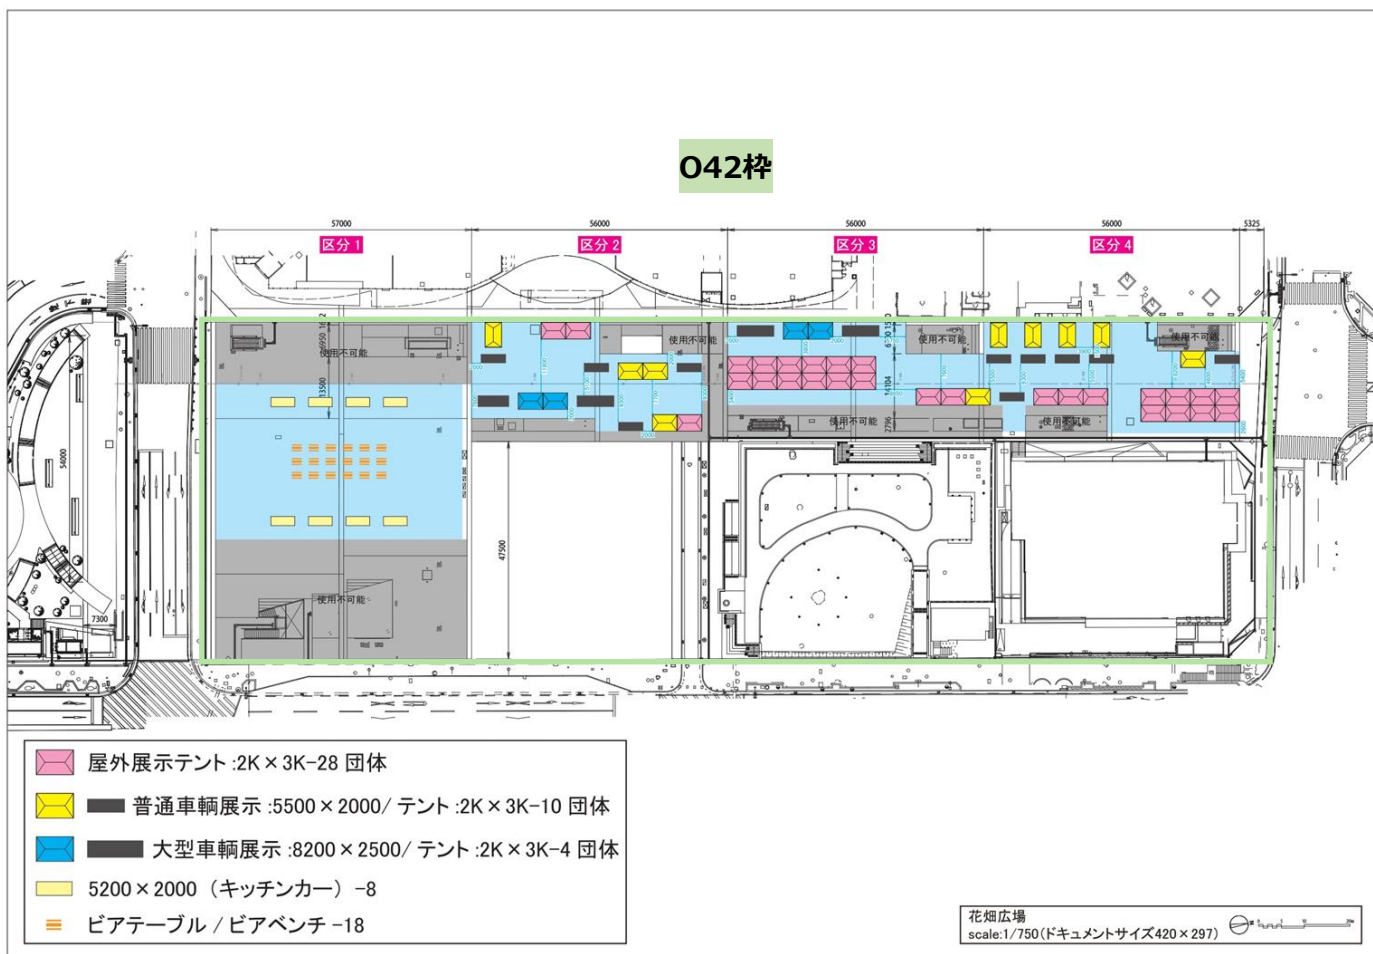 O42枠
57000
56000
56000
56000
5325
区分 1
区分 2
区分 3
区分 4
使用不可能
使用不可能
使用不可能
13500
14104
2796
使用不可能
使用不可能
54000
47500
使用不可能
7300
屋外展示テント :2K×3K-28 団体
普通車輌展示 :5500×2000/ テント :2K×3K-10 団体
大型車輌展示 :8200×2500/ テント :2K×3K-4 団体
5200×2000 (キッチンカー) -8
ビアテーブル / ビアベンチ -18
花畑広場
scale:1/750(ドキュメントサイズ420×297)